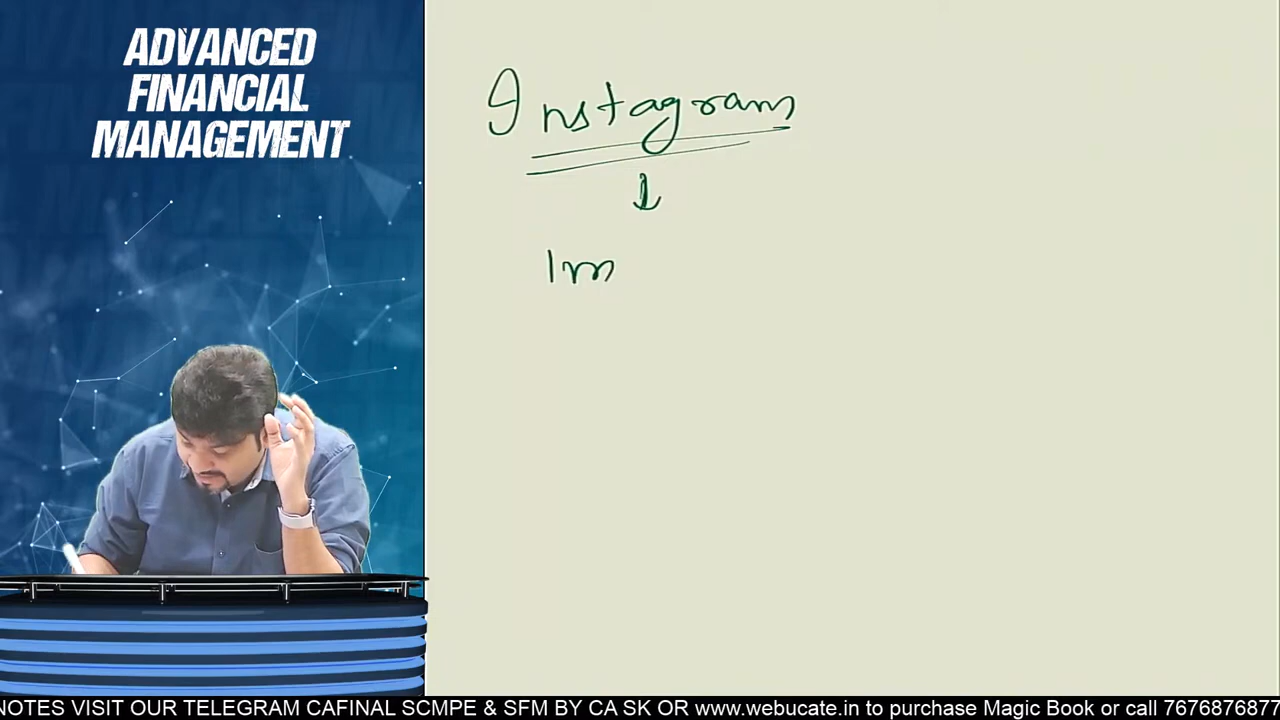 ADVANCED
FINANCIAL
MANAGEMENT
Instagram
1m
NOTES VISIT OUR TELEGRAM CAFINAL SCMPE & SFM BY CA SK OR www.webucate.in to purchase Magic Book or call 7676876877